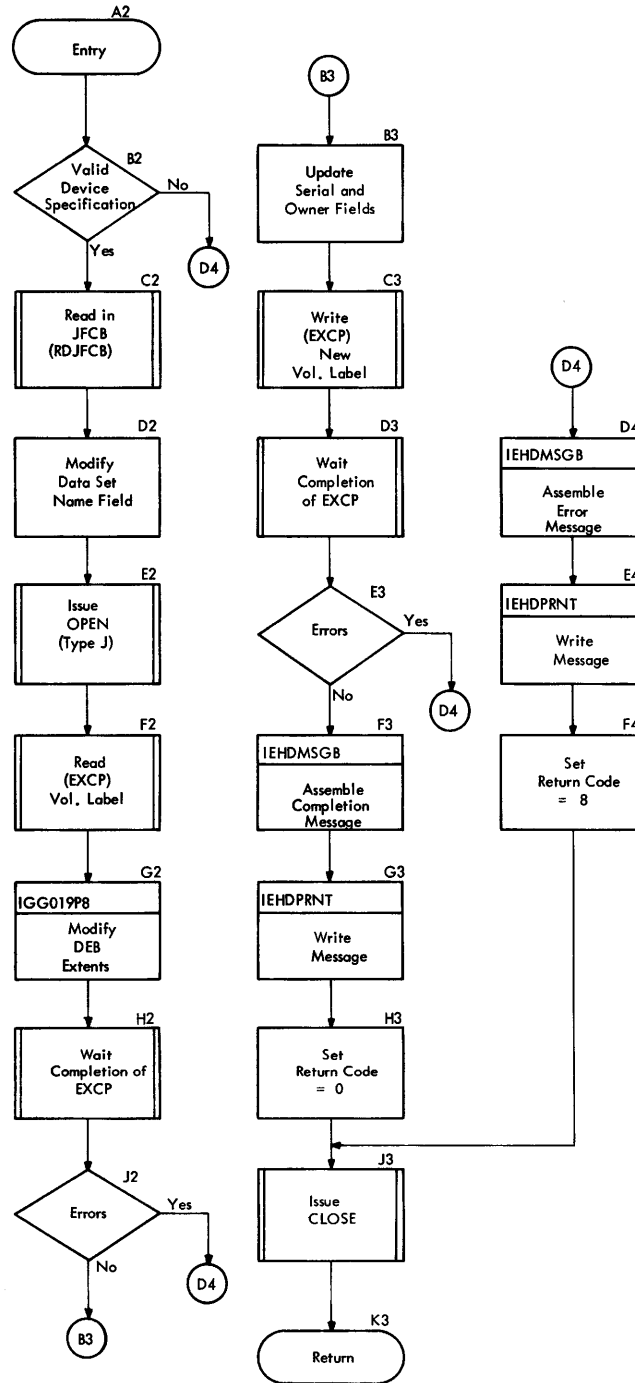 A2
Entry
B2
Valid
Device
Specification
No
D4
Yes
C2
Read in
JFCB
(RDJFCB)
D2
Modify
Data Set
Name Field
E2
Issue
OPEN
(Type J)
F2
Read
(EXCP)
Vol. Label
G2
IGG019P8
Modify
DEB
Extents
H2
Wait
Completion of
EXCP
J2
Errors
Yes
D4
No
B3
B3
B3
Update
Serial and
Owner Fields
C3
Write
(EXCP)
New
Vol. Label
D3
Wait
Completion
of EXCP
E3
Errors
Yes
D4
No
F3
IEHDMSGB
Assemble
Completion
Message
G3
IEHDPRNT
Write
Message
H3
Set
Return Code
= 0
J3
Issue
CLOSE
K3
Return
D4
D4
IEHDMSGB
Assemble
Error
Message
E4
IEHDPRNT
Write
Message
F4
Set
Return Code
= 8